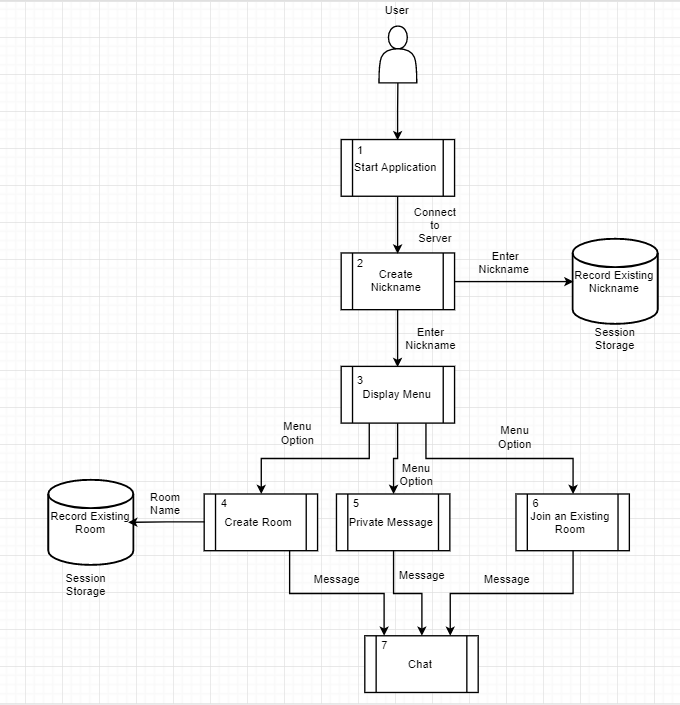 User
1
Start Application
Connect
to
Server
2
Create
Nickname
Enter
Nickname
Record Existing
Nickname
Session
Storage
Enter
Nickname
3
Display Menu
Menu
Option
Menu
Option
Menu
Option
Record Existing
Room
Session
Storage
Room
Name
4
Create Room
5
Private Message
6
Join an Existing
Room
Message
Message
Message
7
Chat